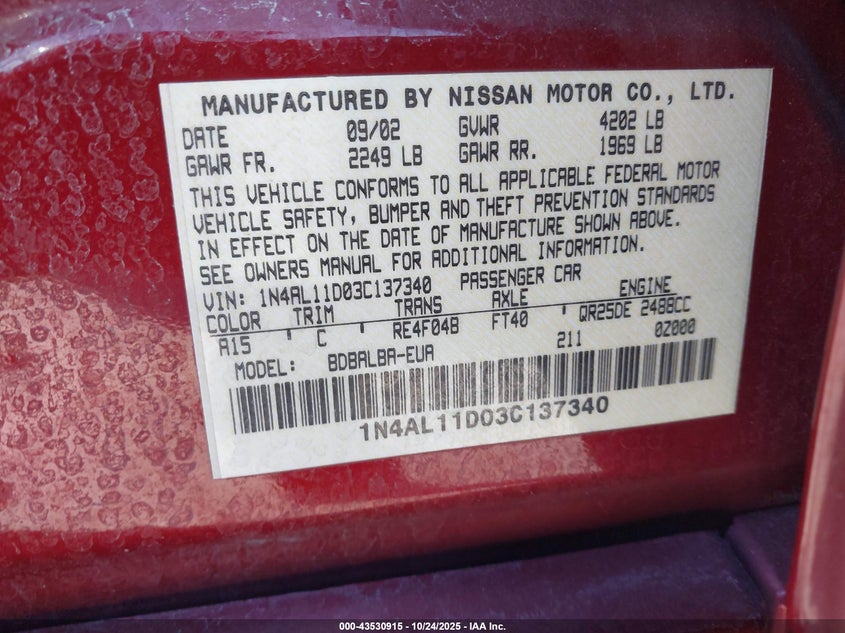 MANUFACTURED BY NISSAN MOTOR CO., LTD.
DATE 09/02 GVWR 4202 LB
GAWR FR. 2249 LB GAWR RR. 1969 LB
THIS VEHICLE CONFORMS TO ALL APPLICABLE FEDERAL MOTOR
VEHICLE SAFETY, BUMPER AND THEFT PREVENTION STANDARDS
IN EFFECT ON THE DATE OF MANUFACTURE SHOWN ABOVE.
SEE OWNERS MANUAL FOR ADDITIONAL INFORMATION.
VIN: 1N4AL11D03C137340 PASSENGER CAR
COLOR TRIM TRANS AXLE ENGINE
A15 C RE4F04B FT40 QR25DE 2488CC
MODEL: BDBALBA-EUA 211 0Z000
1N4AL11D03C137340
000-43530915 - 10/24/2025 - IAA Inc.